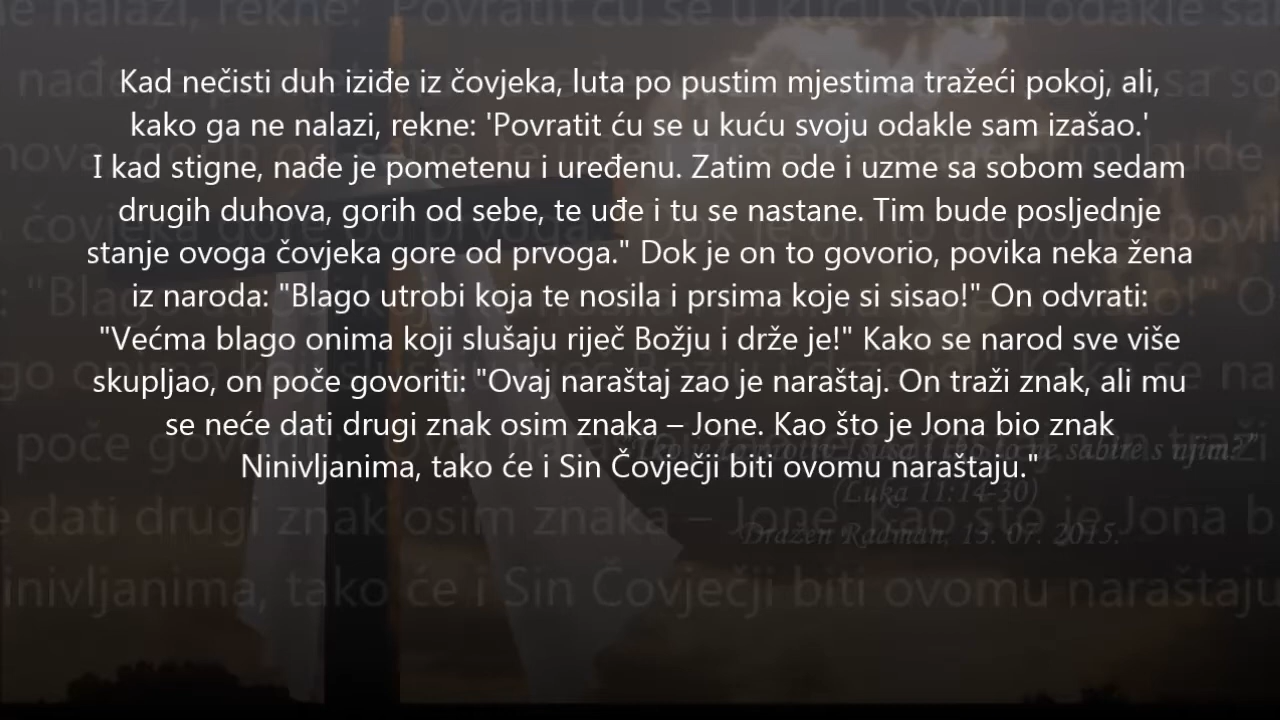 Kad nečisti duh iziđe iz čovjeka, luta po pustim mjestima tražeći pokoj, ali,
kako ga ne nalazi, rekne: 'Povratit ću se u kuću svoju odakle sam izašao.'
I kad stigne, nađe je pometenu i uređenu. Zatim ode i uzme sa sobom sedam
drugih duhova, gorih od sebe, te uđe i tu se nastane. Tim bude posljednje
stanje ovoga čovjeka gore od prvoga." Dok je on to govorio, povika neka žena
iz naroda: "Blago utrobi koja te nosila i prsima koje si sisao!" On odvrati:
"Većma blago onima koji slušaju riječ Božju i drže je!" Kako se narod sve više
skupljao, on poče govoriti: "Ovaj naraštaj zao je naraštaj. On traži znak, ali mu
se neće dati drugi znak osim znaka – Jone. Kao što je Jona bio znak
Ninivljanima, tako će i Sin Čovječji biti ovomu naraštaju."
sabire s njim?"
(Luka 11:14-30)
Dražen Radman, 13. 07. 2015.